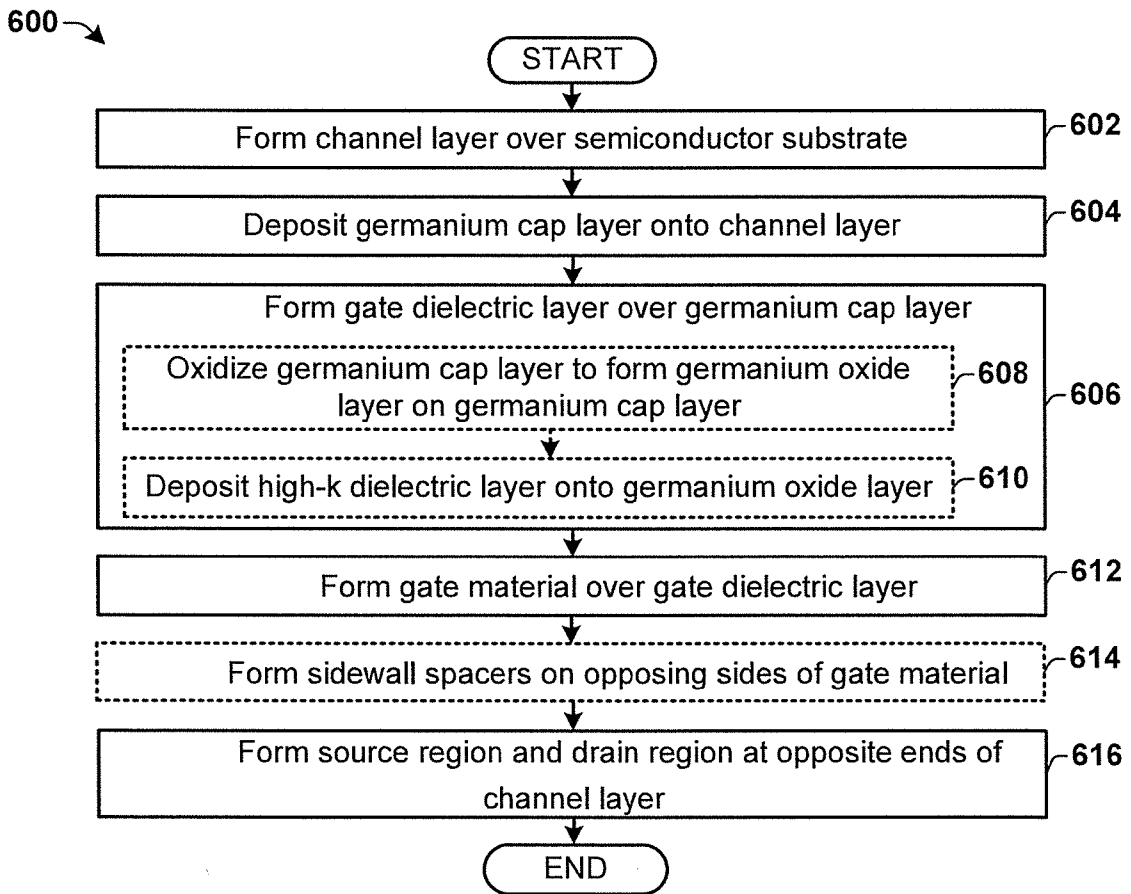 600
START
Form channel layer over semiconductor substrate
602
Deposit germanium cap layer onto channel layer
604
Form gate dielectric layer over germanium cap layer
Oxidize germanium cap layer to form germanium oxide
layer on germanium cap layer
608
606
Deposit high-k dielectric layer onto germanium oxide layer
610
Form gate material over gate dielectric layer
612
Form sidewall spacers on opposing sides of gate material
614
Form source region and drain region at opposite ends of
channel layer
616
END